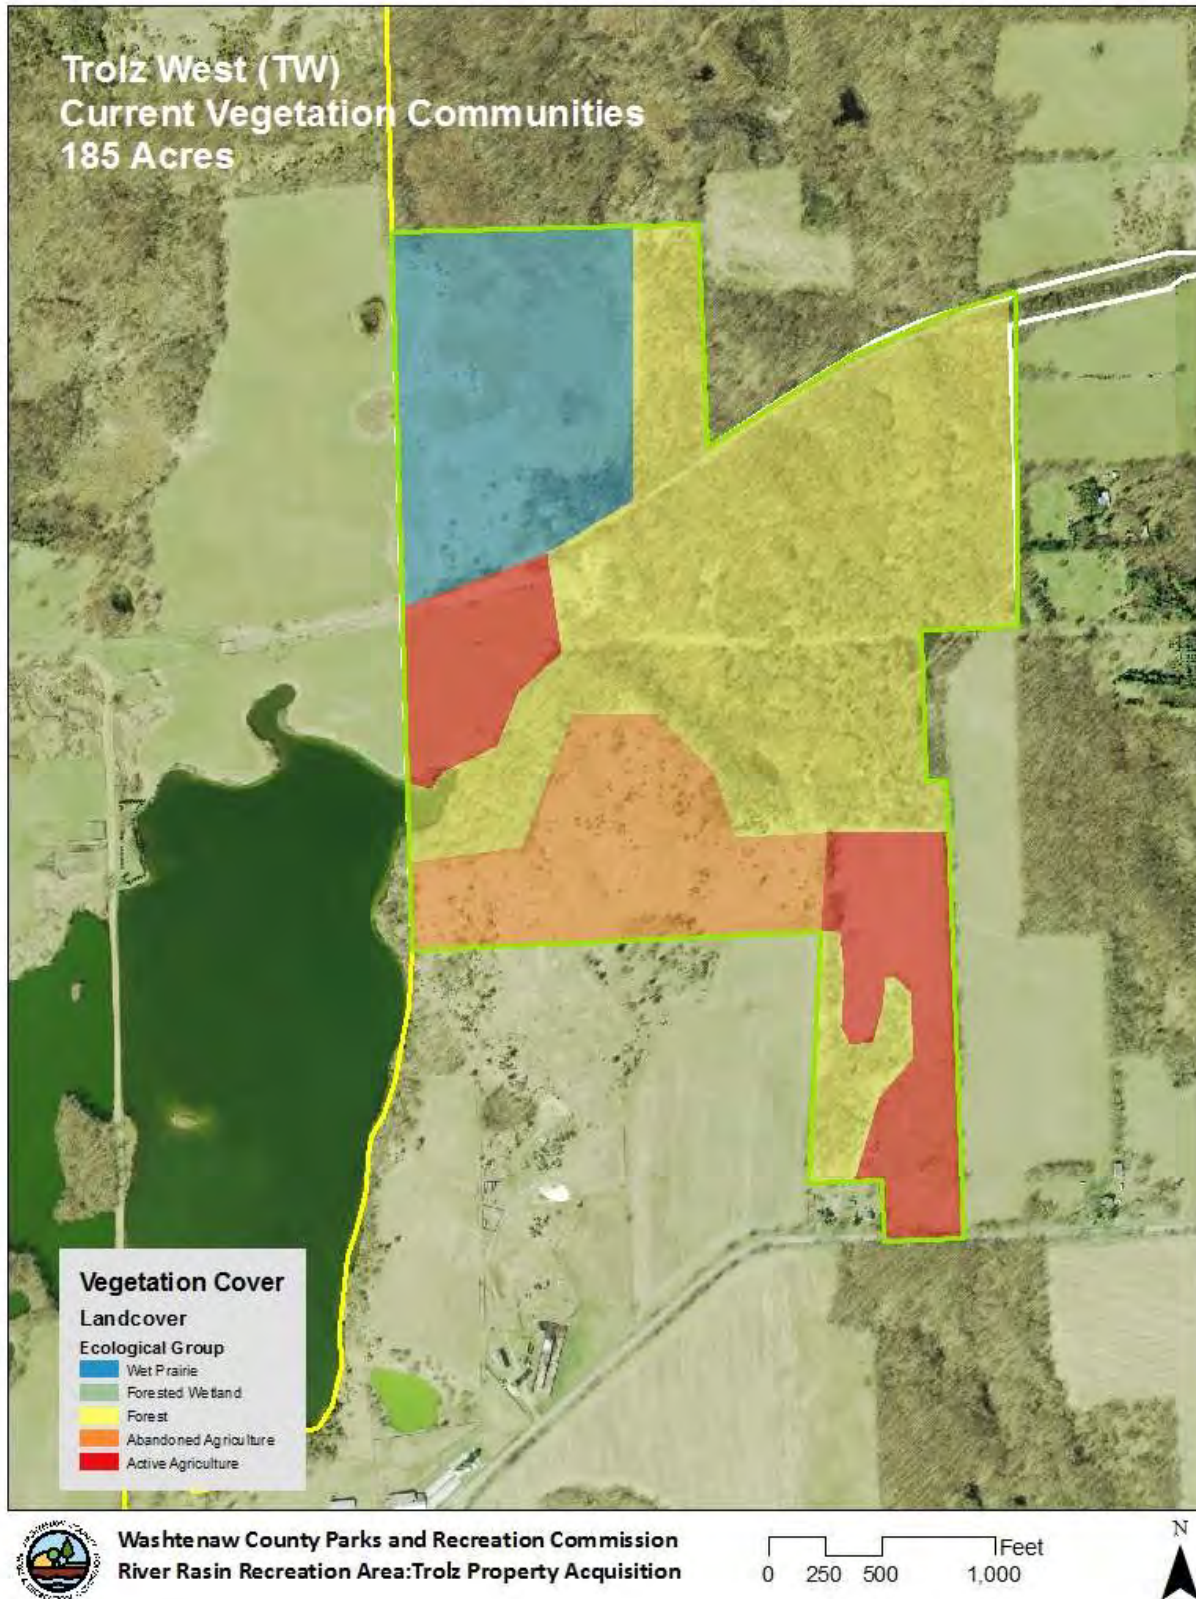 Trolz West (TW)
Current Vegetation Communities
185 Acres
Vegetation Cover
Landcover
Ecological Group
Wet Prairie
Forested Wetland
Forest
Abandoned Agriculture
Active Agriculture
Washtenaw County Parks and Recreation Commission
River Rasin Recreation Area:Trolz Property Acquisition
Feet
0 250 500 1,000
N